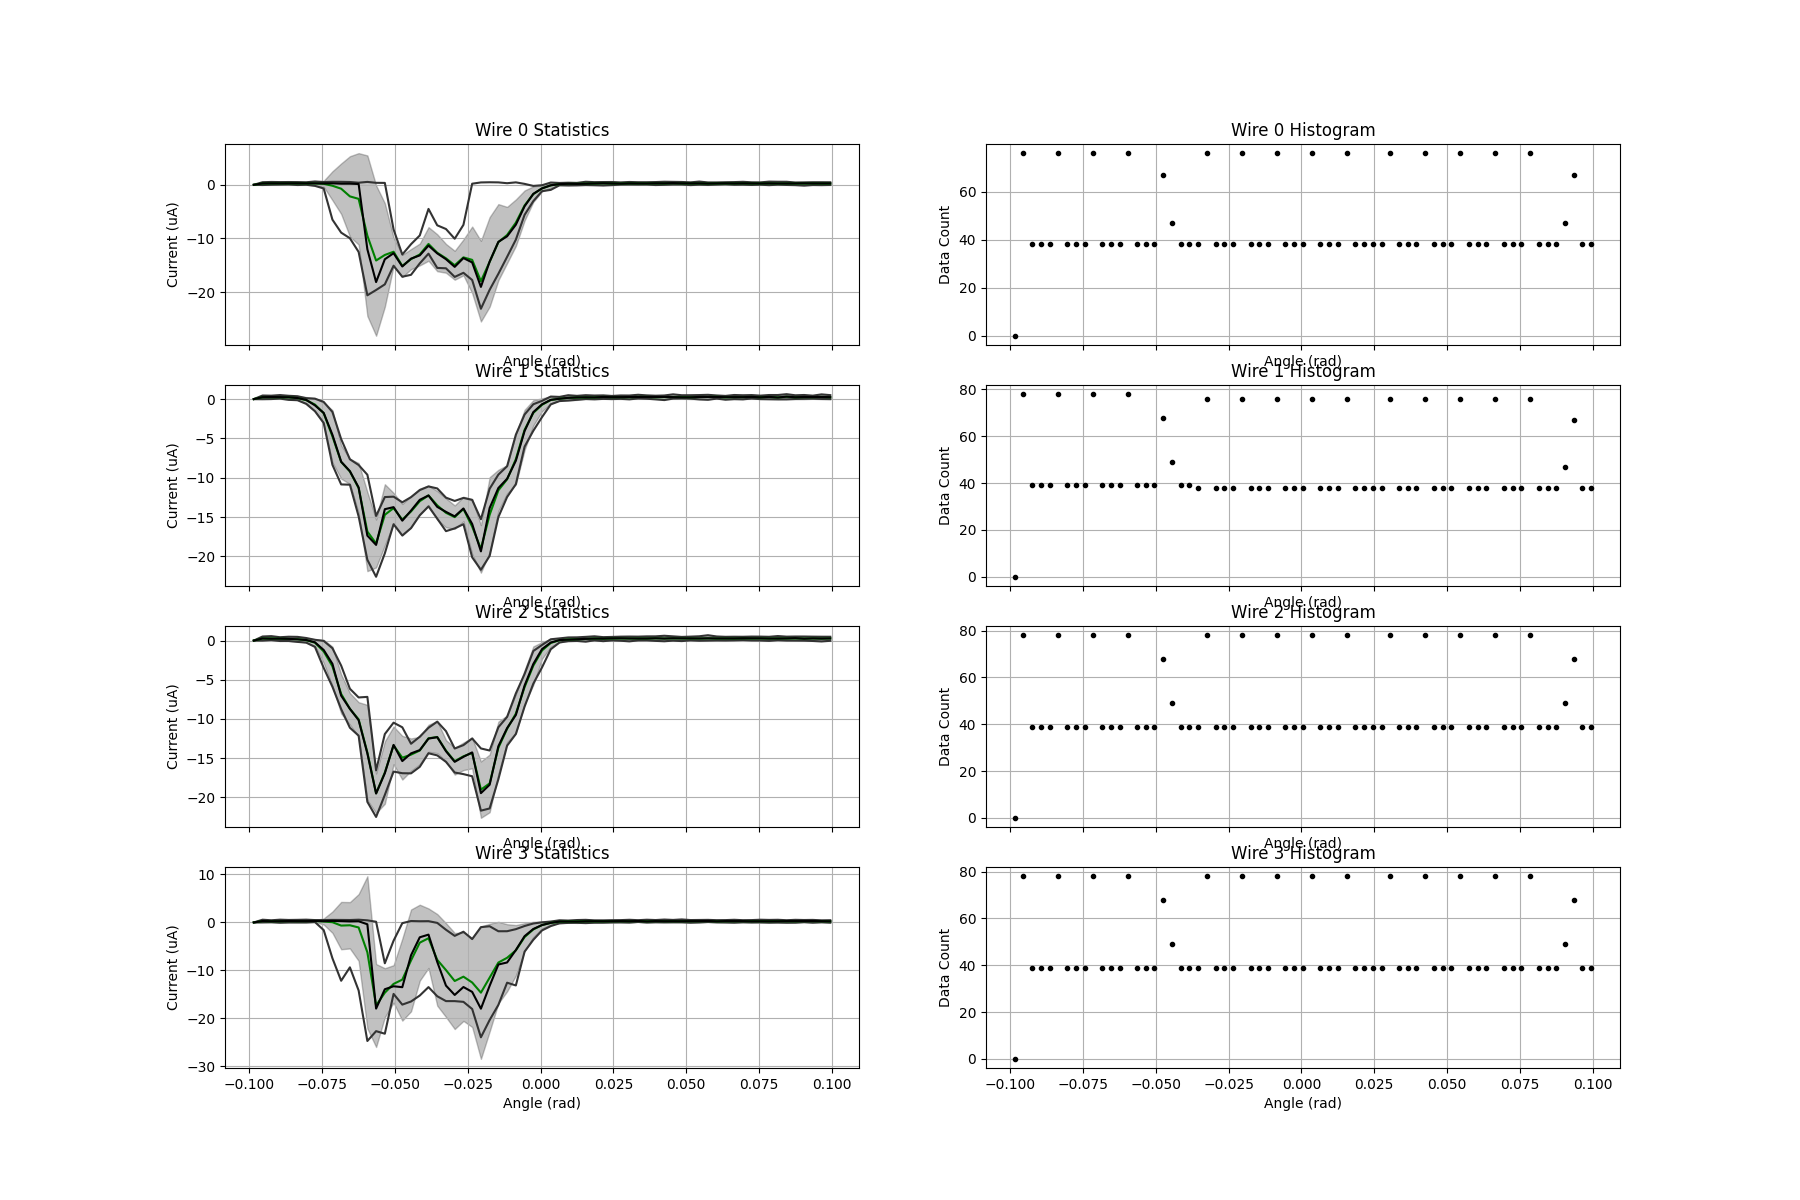 Wire 0 Statistics
Current (uA)
0
−10
−20
Angle (rad)
Wire 0 Histogram
Data Count
60
40
20
0
Angle (rad)
Wire 1 Statistics
Current (uA)
0
−5
−10
−15
−20
Angle (rad)
Wire 1 Histogram
Data Count
80
60
40
20
0
Angle (rad)
Wire 2 Statistics
Current (uA)
0
−5
−10
−15
−20
Angle (rad)
Wire 2 Histogram
Data Count
80
60
40
20
0
Angle (rad)
Wire 3 Statistics
Current (uA)
10
0
−10
−20
−30
−0.100 −0.075 −0.050 −0.025 0.000 0.025 0.050 0.075 0.100
Angle (rad)
Wire 3 Histogram
Data Count
80
60
40
20
0
−0.100 −0.075 −0.050 −0.025 0.000 0.025 0.050 0.075 0.100
Angle (rad)